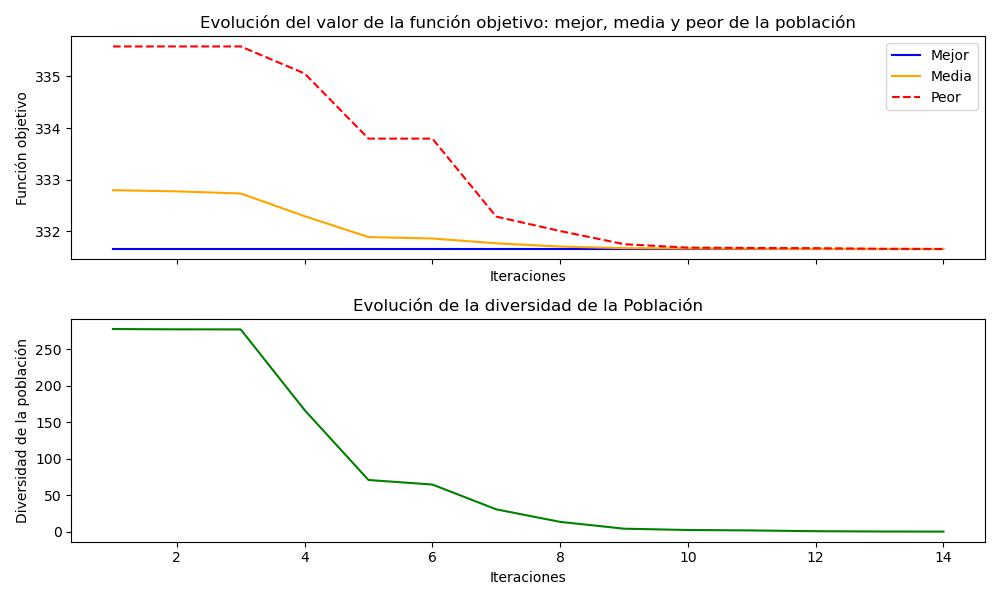 Evolución del valor de la función objetivo: mejor, media y peor de la población
Función objetivo
335
334
333
332
Mejor
Media
Peor
Iteraciones
Evolución de la diversidad de la Población
Diversidad de la población
250
200
150
100
50
0
2 4 6 8 10 12 14
Iteraciones